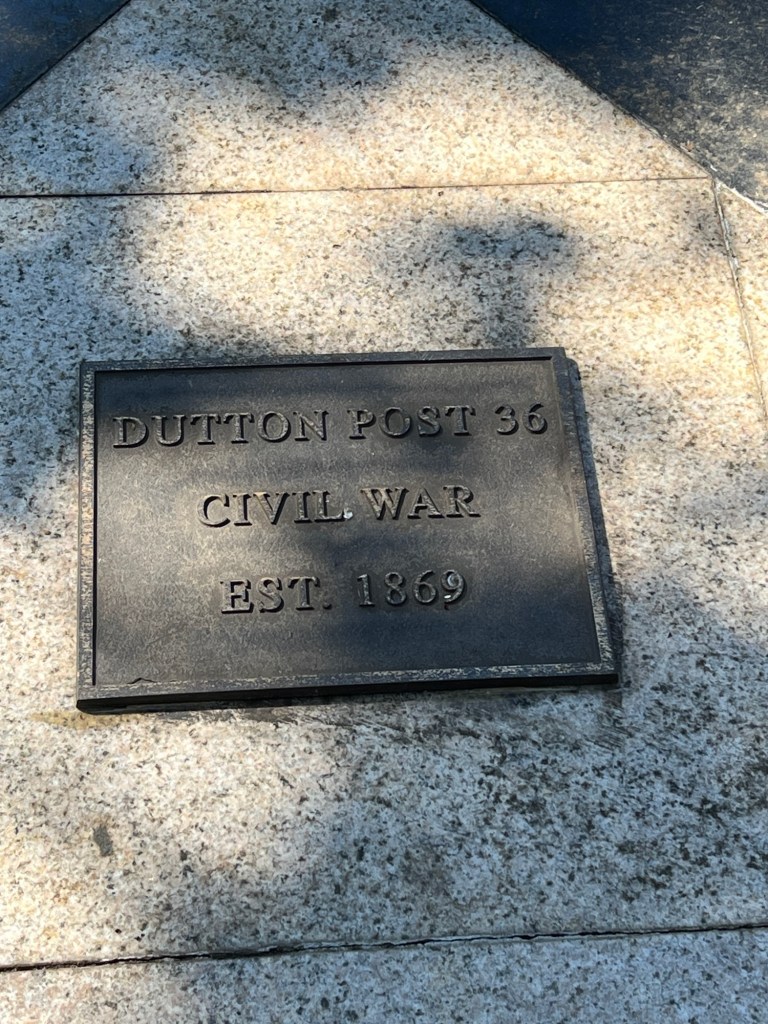 DUTTON POST 36
CIVIL WAR
EST. 1869